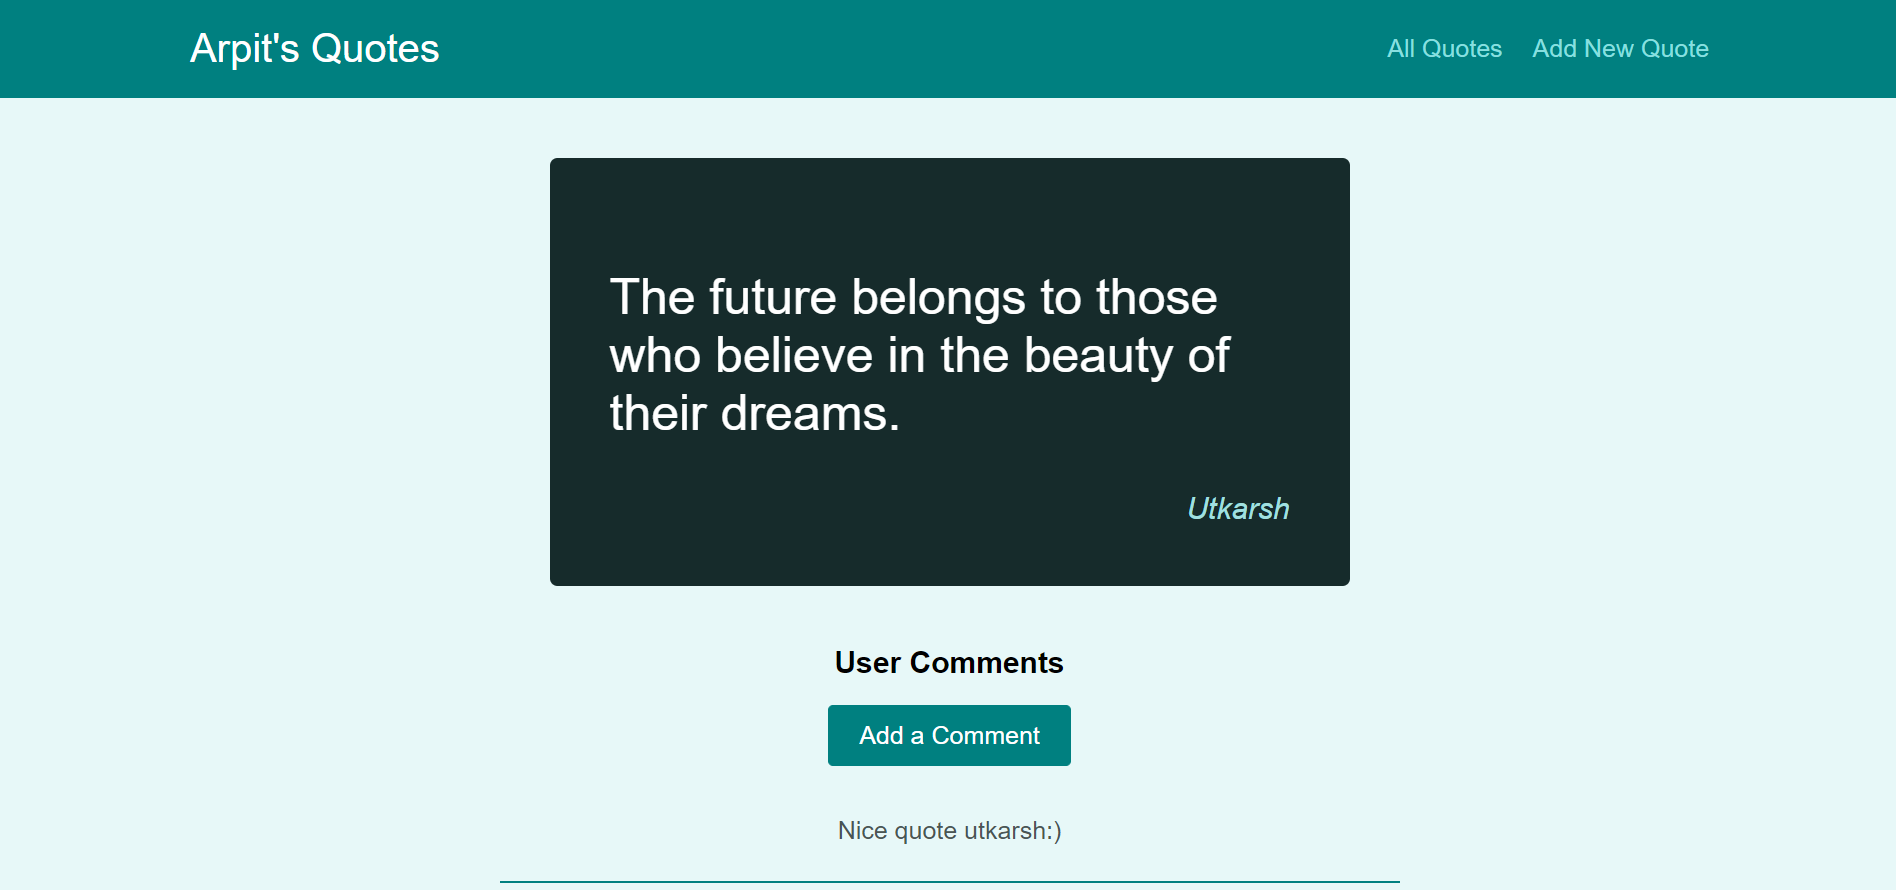 Arpit's Quotes
All Quotes
Add New Quote
The future belongs to those
who believe in the beauty of
their dreams.
Utkarsh
User Comments
Add a Comment
Nice quote utkarsh:)